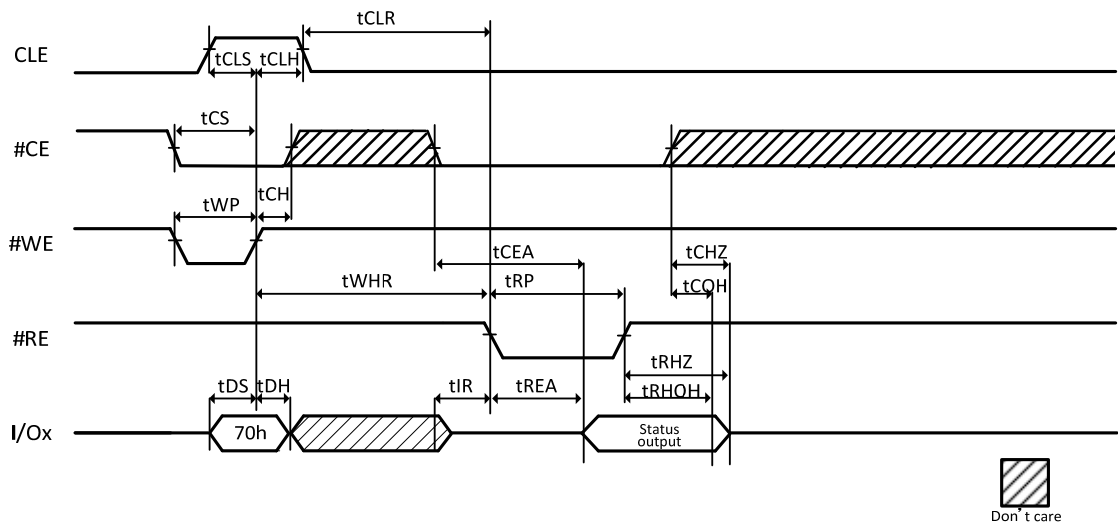 tCLR
CLE
tCLS
tCLH
tCS
#CE
tCH
tWP
#WE
tCEA
tCHZ
tWHR
tRP
tCOH
#RE
tRHZ
tDS
tDH
tIR
tREA
tRHOH
I/Ox
70h
Status
output
Don't care